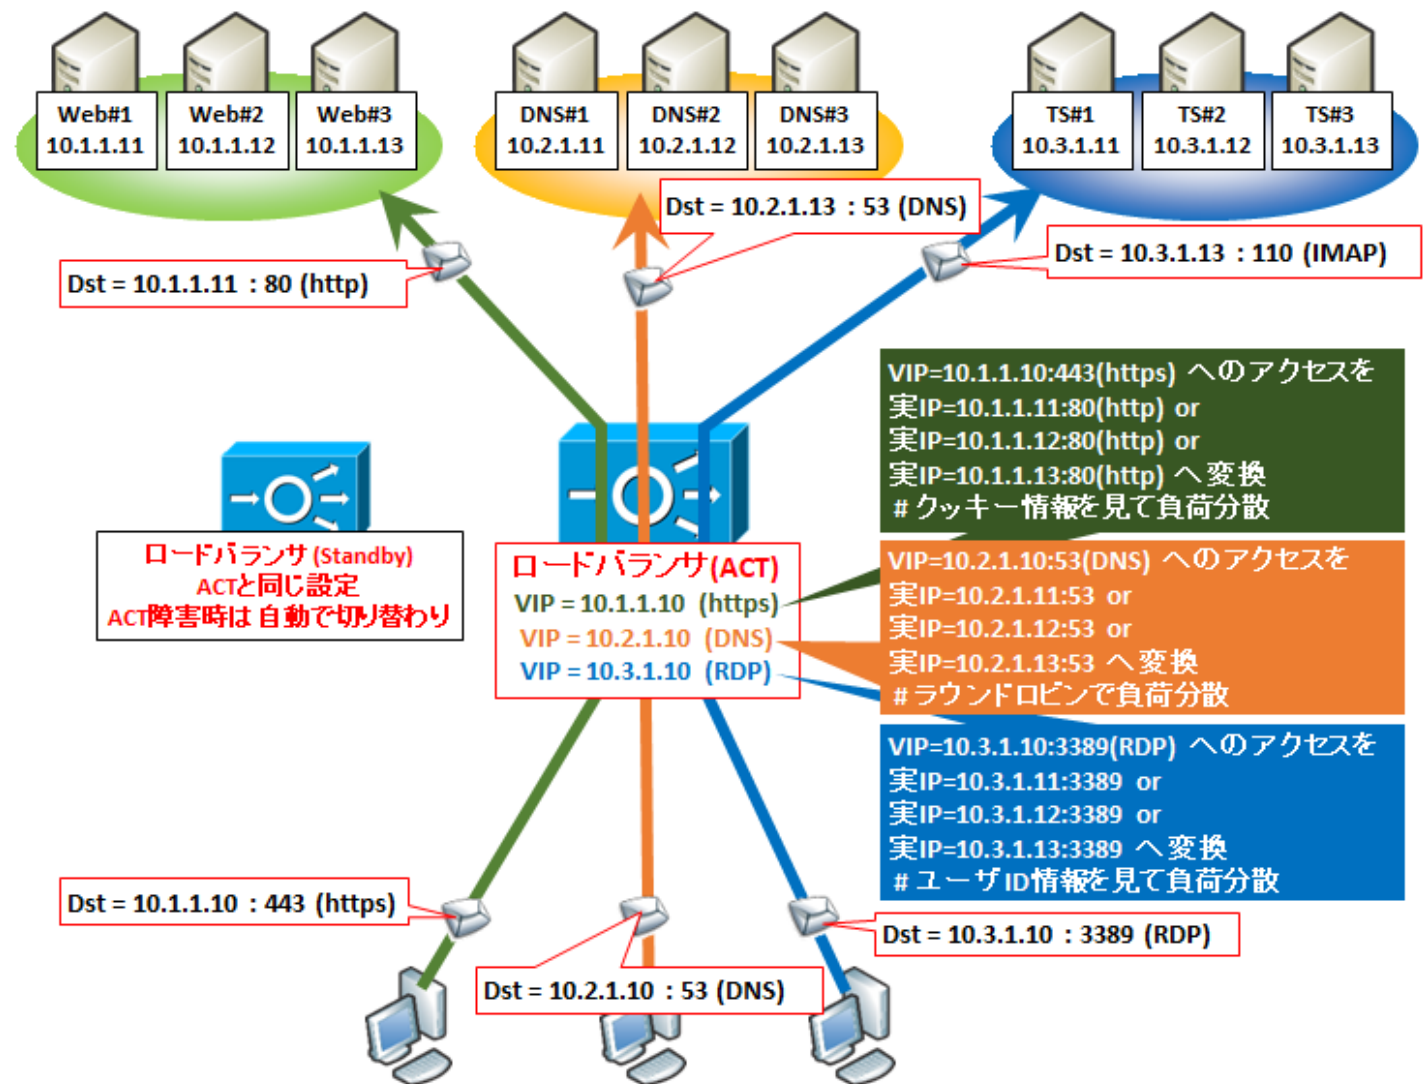 Web#1
10.1.1.11
Web#2
10.1.1.12
Web#3
10.1.1.13
DNS#1
10.2.1.11
DNS#2
10.2.1.12
DNS#3
10.2.1.13
TS#1
10.3.1.11
TS#2
10.3.1.12
TS#3
10.3.1.13
Dst = 10.2.1.13 : 53 (DNS)
Dst = 10.1.1.11 : 80 (http)
Dst = 10.3.1.13 : 110 (IMAP)
VIP=10.1.1.10:443(https) へのアクセスを
実IP=10.1.1.11:80(http) or
実IP=10.1.1.12:80(http) or
実IP=10.1.1.13:80(http) へ変換
# クッキー情報を見て負荷分散
ロードバランサ(Standby)
ACTと同じ設定
ACT障害時は自動で切り替わり
ロードバランサ(ACT)
VIP = 10.1.1.10 (https)
VIP = 10.2.1.10 (DNS)
VIP = 10.3.1.10 (RDP)
VIP=10.2.1.10:53(DNS) へのアクセスを
実IP=10.2.1.11:53 or
実IP=10.2.1.12:53 or
実IP=10.2.1.13:53 へ変換
# ラウンドロビンで負荷分散
VIP=10.3.1.10:3389(RDP) へのアクセスを
実IP=10.3.1.11:3389 or
実IP=10.3.1.12:3389 or
実IP=10.3.1.13:3389 へ変換
# ユーザID情報を見て負荷分散
Dst = 10.1.1.10 : 443 (https)
Dst = 10.2.1.10 : 53 (DNS)
Dst = 10.3.1.10 : 3389 (RDP)